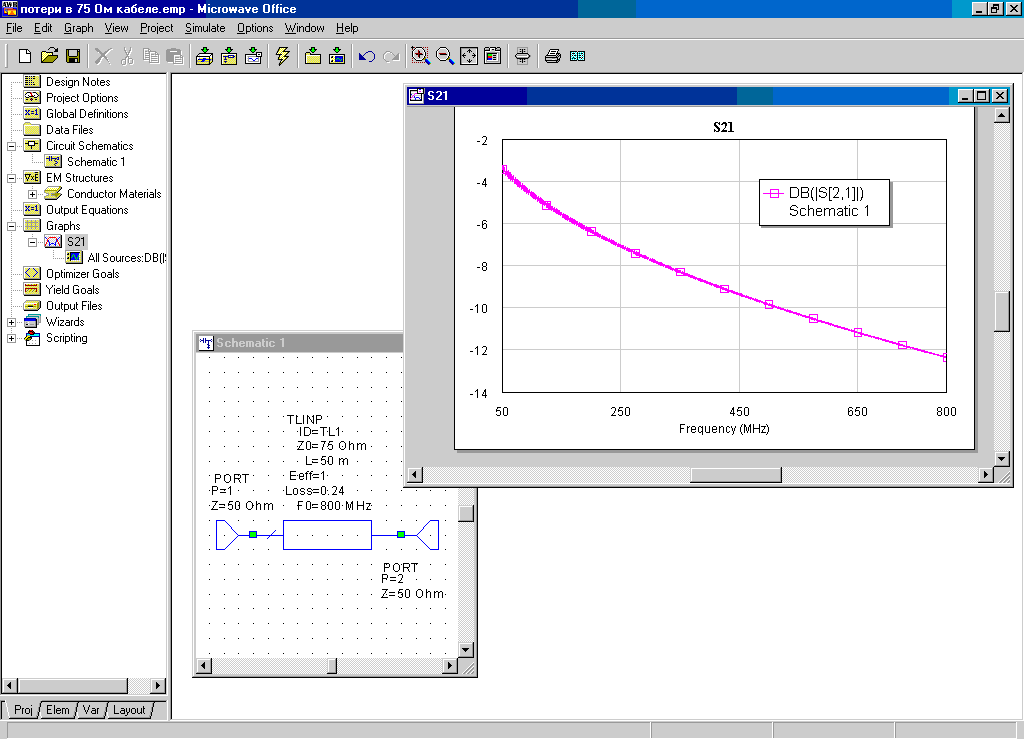 потери в 75 Ом кабеле.emp - Microwave Office
File Edit Graph View Project Simulate Options Window Help
Design Notes
Project Options
Global Definitions
Data Files
Circuit Schematics
Schematic 1
EM Structures
Conductor Materials
Output Equations
Graphs
S21
All Sources:DB(|
Optimizer Goals
Yield Goals
Output Files
Wizards
Scripting
Proj Elem Var Layout
S21
S21
-2
-4
-6
-8
-10
-12
-14
50 250 450 650 800
Frequency (MHz)
DB(|S[2,1]|)
Schematic 1
Schematic 1
TLINP
ID=TL1
Z0=75 Ohm
L=50 m
Eeff=1
Loss=0.24
F0=800 MHz
PORT
P=1
Z=50 Ohm
PORT
P=2
Z=50 Ohm